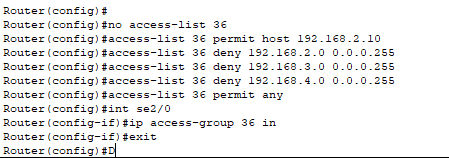 Router(config)#
Router(config)#no access-list 36
Router(config)#access-list 36 permit host 192.168.2.10
Router(config)#access-list 36 deny 192.168.2.0 0.0.0.255
Router(config)#access-list 36 deny 192.168.3.0 0.0.0.255
Router(config)#access-list 36 deny 192.168.4.0 0.0.0.255
Router(config)#access-list 36 permit any
Router(config)#int se2/0
Router(config-if)#ip access-group 36 in
Router(config-if)#exit
Router(config)#D